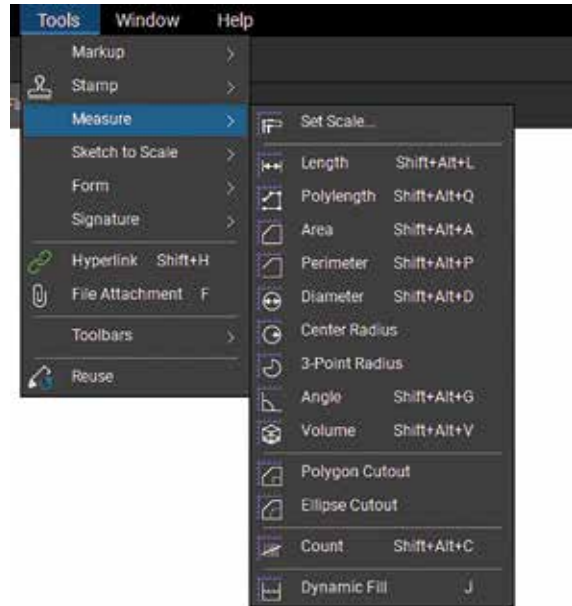 Tools Window Help
Markup
Stamp
Measure
Sketch to Scale
Form
Signature
Hyperlink Shift+H
File Attachment F
Toolbars
Reuse
Set Scale...
Length Shift+Alt+L
Polylength Shift+Alt+Q
Area Shift+Alt+A
Perimeter Shift+Alt+P
Diameter Shift+Alt+D
Center Radius
3-Point Radius
Angle Shift+Alt+G
Volume Shift+Alt+V
Polygon Cutout
Ellipse Cutout
Count Shift+Alt+C
Dynamic Fill J